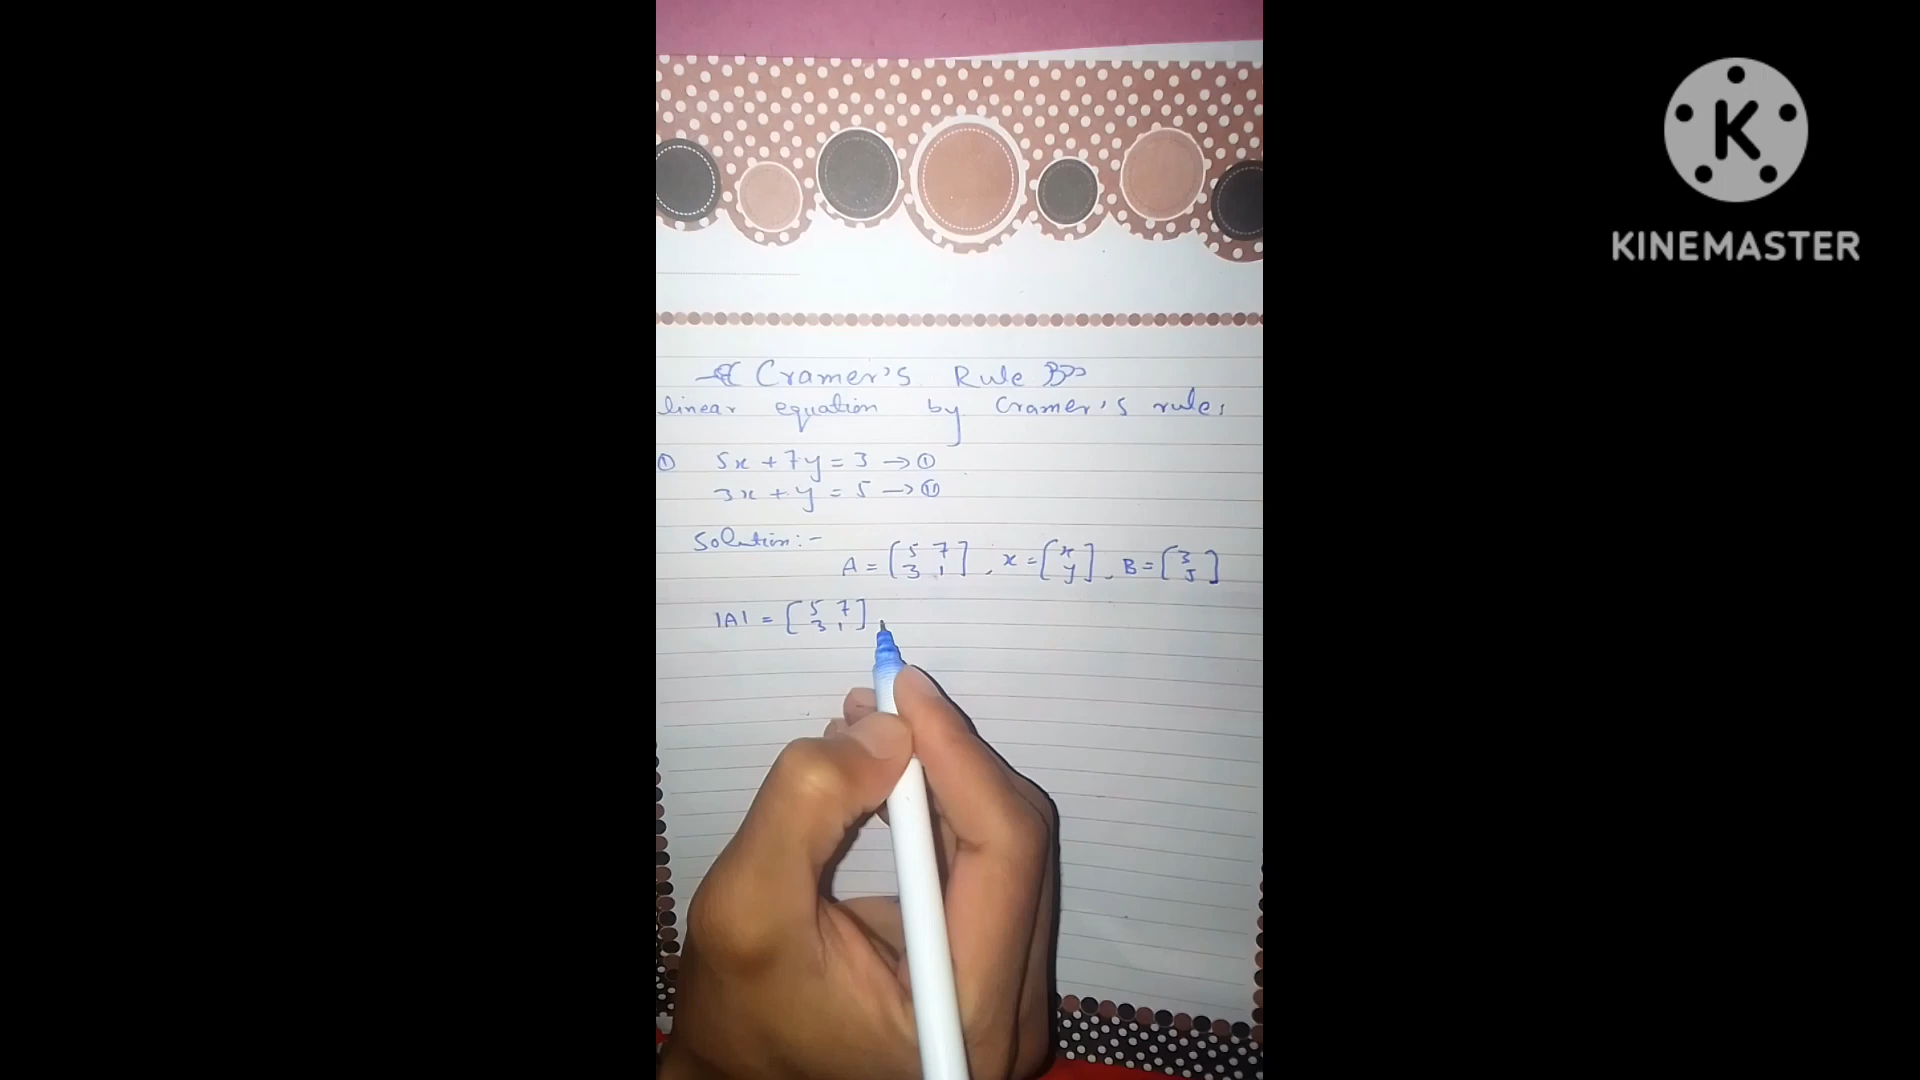 Cramer's Rule
linear equation by Cramer's rule,
① 5x + 7y = 3 → ①
3x + y = 5 → ⑪
Solution:-
A = [5 7 3 1], x = [x y], B = [3 5]
|A| = [5 7 3 1]
K
KINEMASTER